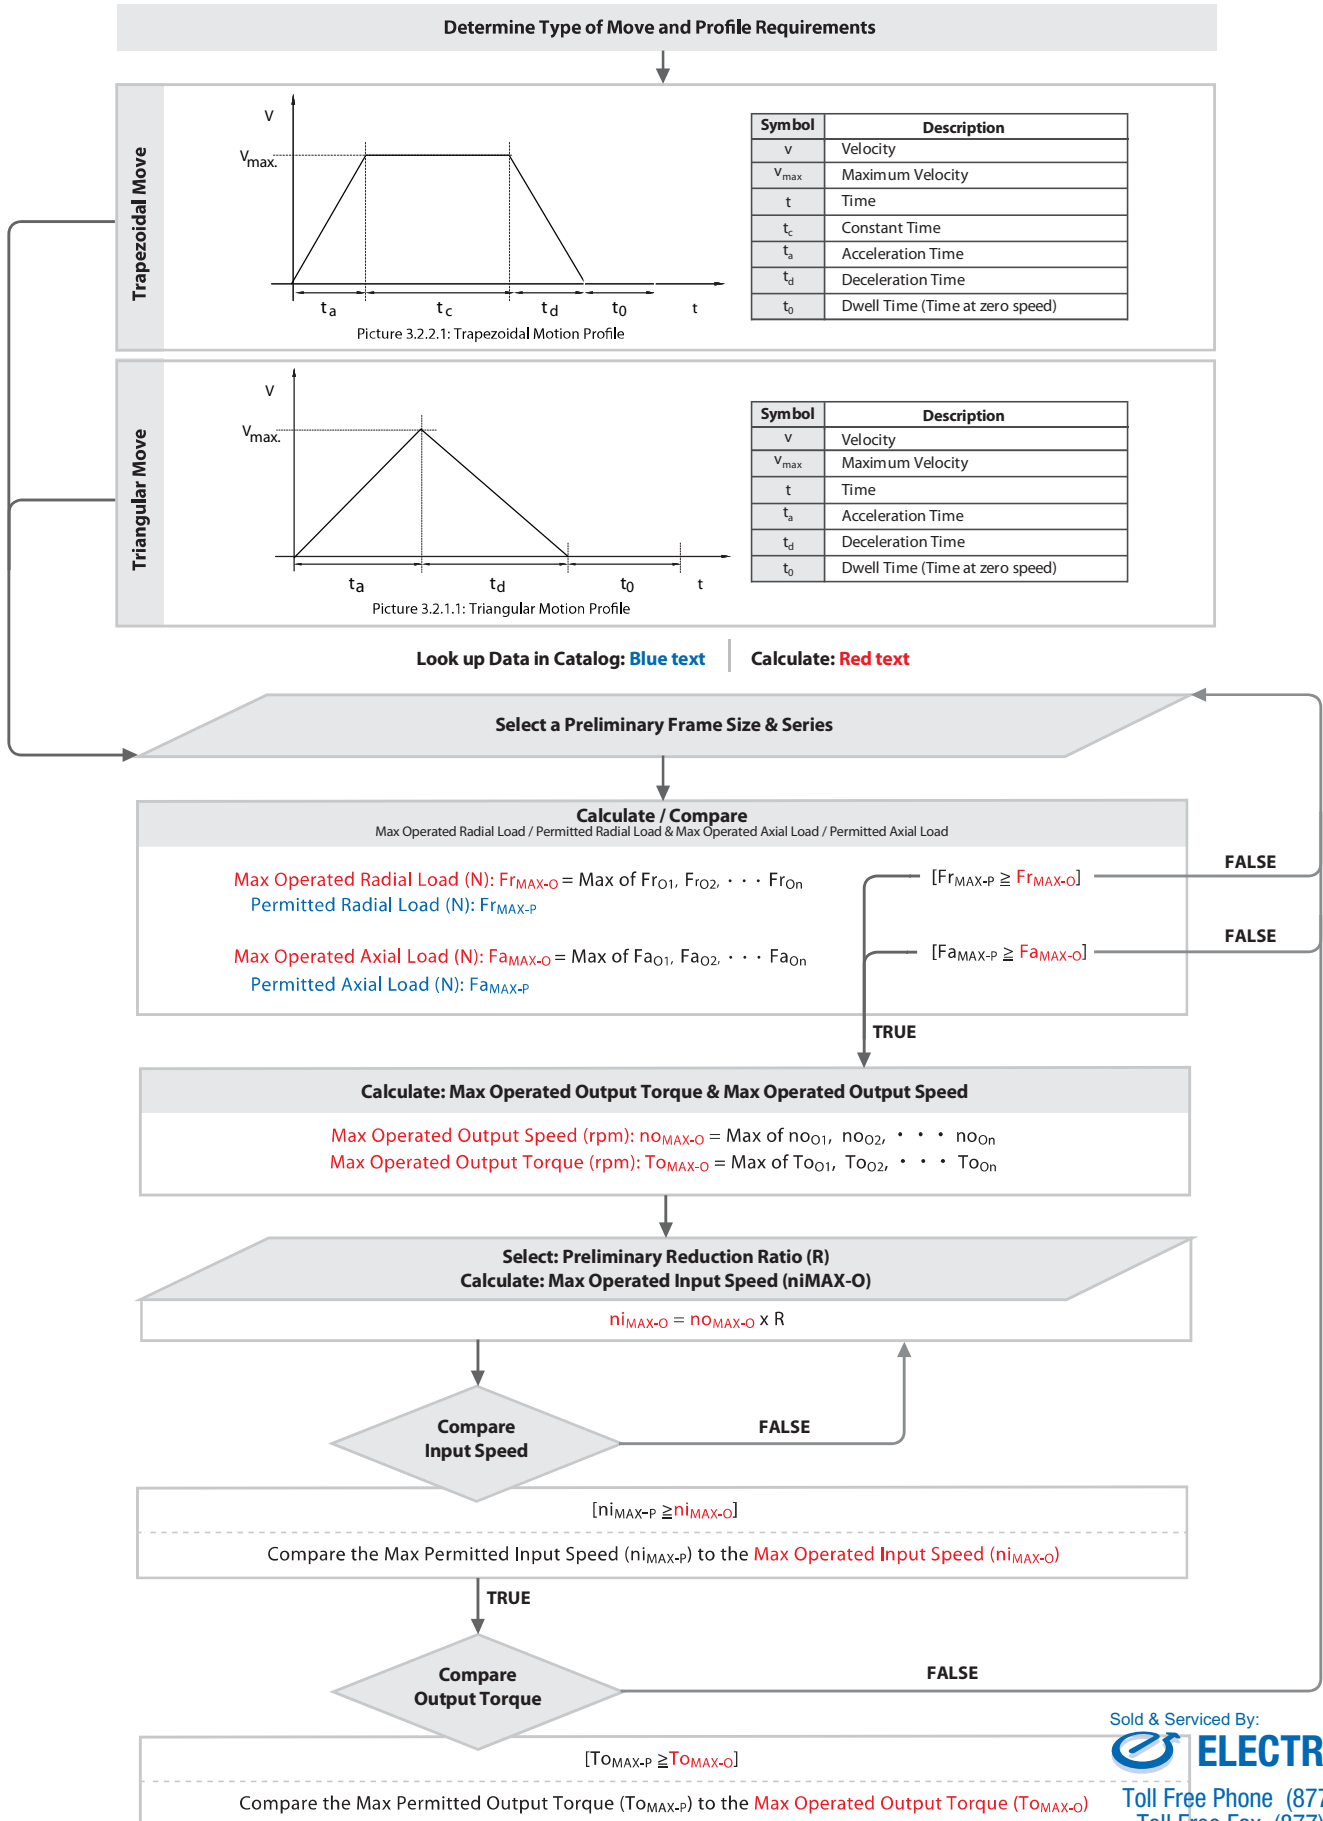 Determine Type of Move and Profile Requirements
Trapezoidal Move
V
Vmax.
ta tc td t0 t
Picture 3.2.2.1: Trapezoidal Motion Profile
Symbol Description
v Velocity
vmax Maximum Velocity
t Time
tc Constant Time
ta Acceleration Time
td Deceleration Time
t0 Dwell Time (Time at zero speed)
Triangular Move
V
Vmax.
ta td t0 t
Picture 3.2.1.1: Triangular Motion Profile
Symbol Description
v Velocity
vmax Maximum Velocity
t Time
ta Acceleration Time
td Deceleration Time
t0 Dwell Time (Time at zero speed)
Look up Data in Catalog: Blue text Calculate: Red text
Select a Preliminary Frame Size & Series
Calculate / Compare
Max Operated Radial Load / Permitted Radial Load & Max Operated Axial Load / Permitted Axial Load
Max Operated Radial Load (N): FrMAX-O = Max of FrO1, FrO2, · · · FrOn
Permitted Radial Load (N): FrMAX-P
[FrMAX-P ≧ FrMAX-O]
FALSE
Max Operated Axial Load (N): FaMAX-O = Max of FaO1, FaO2, · · · FaOn
Permitted Axial Load (N): FaMAX-P
[FaMAX-P ≧ FaMAX-O]
FALSE
TRUE
Calculate: Max Operated Output Torque & Max Operated Output Speed
Max Operated Output Speed (rpm): noMAX-O = Max of noO1, noO2, · · · noOn
Max Operated Output Torque (rpm): ToMAX-O = Max of ToO1, ToO2, · · · ToOn
Select: Preliminary Reduction Ratio (R)
Calculate: Max Operated Input Speed (niMAX-O)
niMAX-O = noMAX-O x R
Compare
Input Speed
FALSE
[niMAX-P ≧niMAX-O]
Compare the Max Permitted Input Speed (niMAX-P) to the Max Operated Input Speed (niMAX-O)
TRUE
Compare
Output Torque
FALSE
[ToMAX-P ≧ToMAX-O]
Compare the Max Permitted Output Torque (ToMAX-P) to the Max Operated Output Torque (ToMAX-O)
Sold & Serviced By:
ELECTR
Toll Free Phone (877
Toll Free Fax (877)